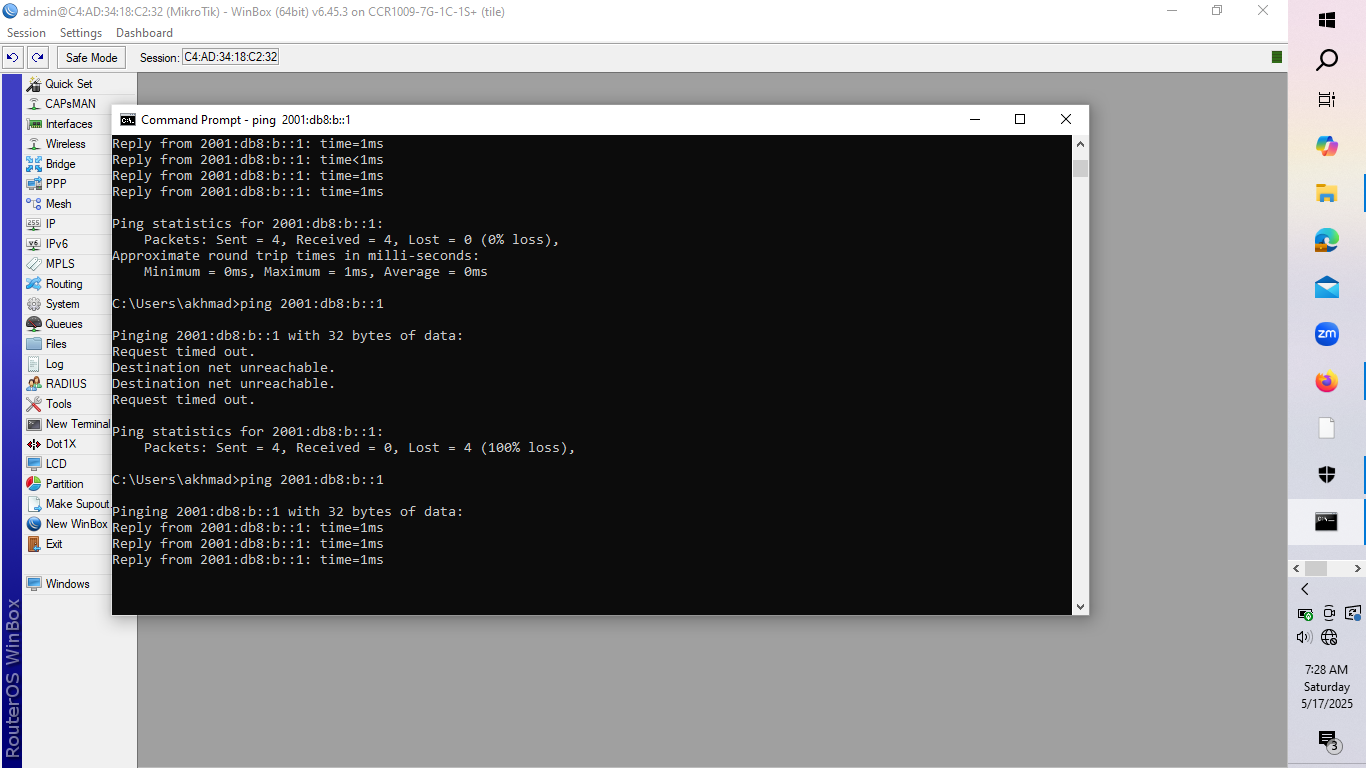 admin@C4:AD:34:18:C2:32 (MikroTik) - WinBox (64bit) v6.45.3 on CCR1009-7G-1C-1S+ (tile)
Session Settings Dashboard
Safe Mode Session: C4:AD:34:18:C2:32
Quick Set
CAPsMAN
Interfaces
Wireless
Bridge
PPP
Mesh
IP
IPv6
MPLS
Routing
System
Queues
Files
Log
RADIUS
Tools
New Terminal
Dot1X
LCD
Partition
Make Supout.
New WinBox
Exit
Windows
RouterOS WinBox
Command Prompt - ping 2001:db8:b::1
Reply from 2001:db8:b::1: time=1ms
Reply from 2001:db8:b::1: time<1ms
Reply from 2001:db8:b::1: time=1ms
Reply from 2001:db8:b::1: time=1ms
Ping statistics for 2001:db8:b::1:
Packets: Sent = 4, Received = 4, Lost = 0 (0% loss),
Approximate round trip times in milli-seconds:
Minimum = 0ms, Maximum = 1ms, Average = 0ms
C:\Users\akhmad>ping 2001:db8:b::1
Pinging 2001:db8:b::1 with 32 bytes of data:
Request timed out.
Destination net unreachable.
Destination net unreachable.
Request timed out.
Ping statistics for 2001:db8:b::1:
Packets: Sent = 4, Received = 0, Lost = 4 (100% loss),
C:\Users\akhmad>ping 2001:db8:b::1
Pinging 2001:db8:b::1 with 32 bytes of data:
Reply from 2001:db8:b::1: time=1ms
Reply from 2001:db8:b::1: time=1ms
Reply from 2001:db8:b::1: time=1ms
zm
7:28 AM
Saturday
5/17/2025
3